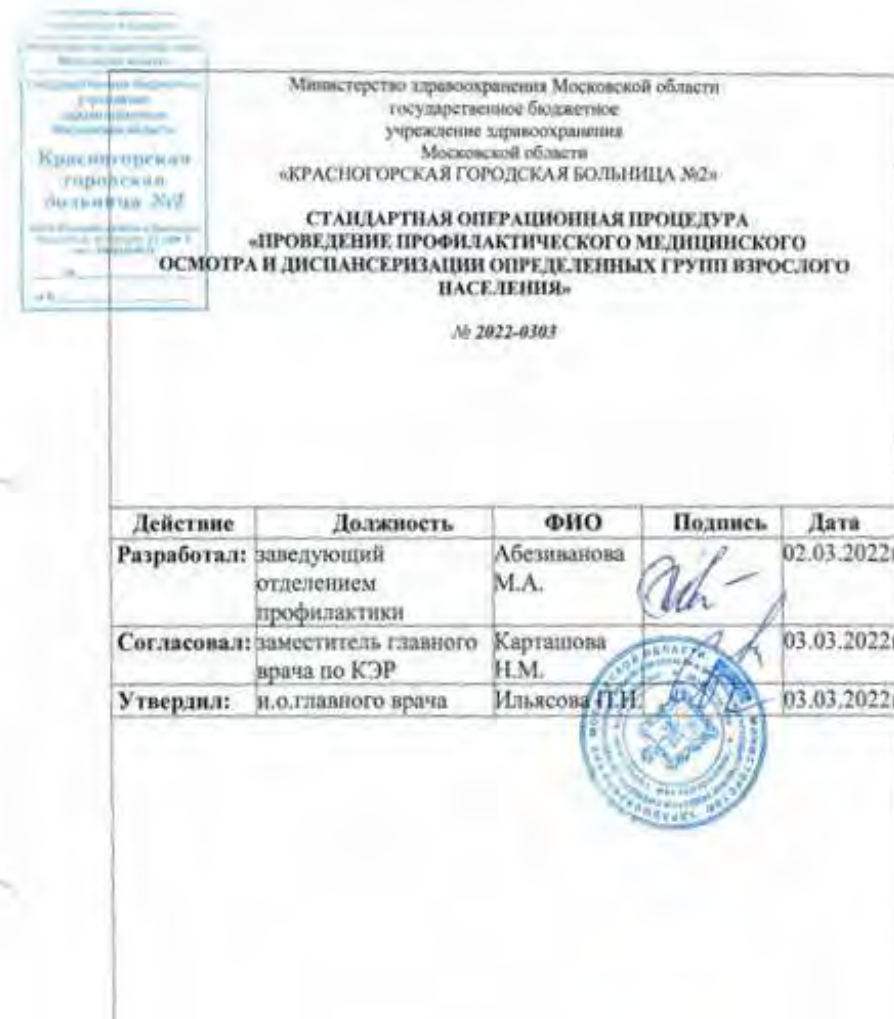 Красногорская
городская
больница №2
Министерство здравоохранения Московской области
государственное бюджетное
учреждение здравоохранения
Московской области
«КРАСНОГОРСКАЯ ГОРОДСКАЯ БОЛЬНИЦА №2»
СТАНДАРТНАЯ ОПЕРАЦИОННАЯ ПРОЦЕДУРА
«ПРОВЕДЕНИЕ ПРОФИЛАКТИЧЕСКОГО МЕДИЦИНСКОГО
ОСМОТРА И ДИСПАНСЕРИЗАЦИИ ОПРЕДЕЛЕННЫХ ГРУПП ВЗРОСЛОГО
НАСЕЛЕНИЯ»
№ 2022-0303
Действие Должность ФИО Подпись Дата
Разработал: заведующий Абезиванова 02.03.2022г
отделением М.А.
профилактики
Согласовал: заместитель главного Карташова 03.03.2022г
врача по КЭР Н.М.
Утвердил: и.о.главного врача Ильясова П.Н. 03.03.2022г